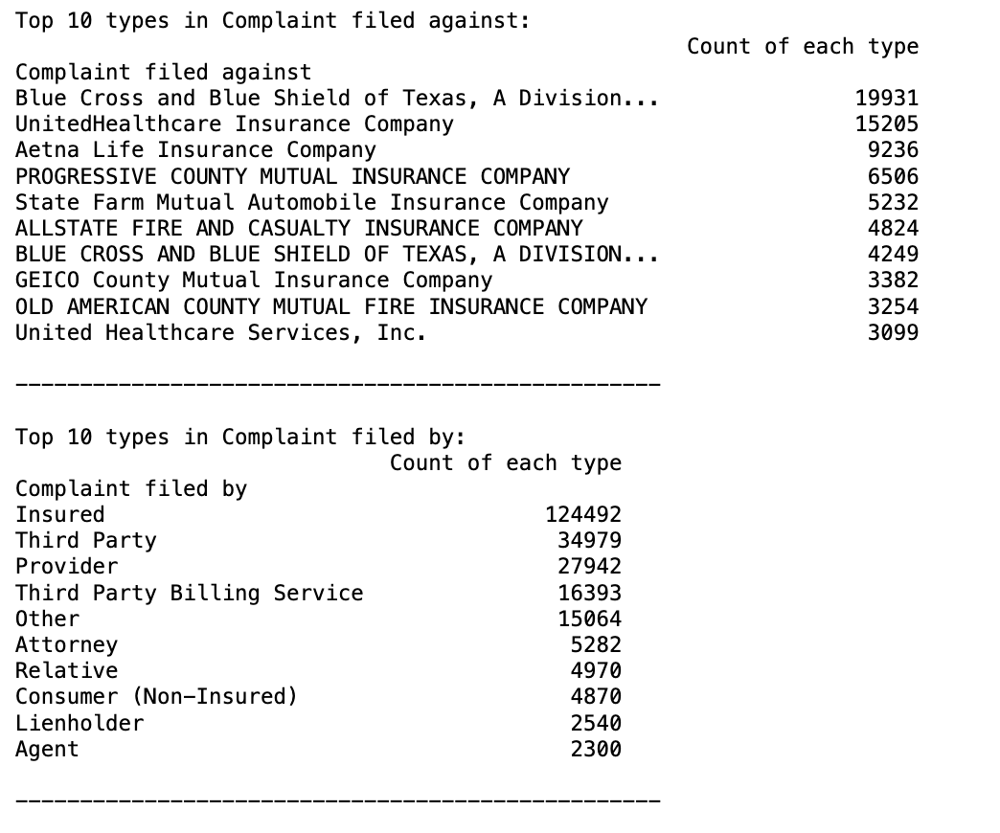 Top 10 types in Complaint filed against:
Count of each type
Complaint filed against
Blue Cross and Blue Shield of Texas, A Division... 19931
UnitedHealthcare Insurance Company 15205
Aetna Life Insurance Company 9236
PROGRESSIVE COUNTY MUTUAL INSURANCE COMPANY 6506
State Farm Mutual Automobile Insurance Company 5232
ALLSTATE FIRE AND CASUALTY INSURANCE COMPANY 4824
BLUE CROSS AND BLUE SHIELD OF TEXAS, A DIVISION... 4249
GEICO County Mutual Insurance Company 3382
OLD AMERICAN COUNTY MUTUAL FIRE INSURANCE COMPANY 3254
United Healthcare Services, Inc. 3099
--------------------------------------------------
Top 10 types in Complaint filed by:
Count of each type
Complaint filed by
Insured 124492
Third Party 34979
Provider 27942
Third Party Billing Service 16393
Other 15064
Attorney 5282
Relative 4970
Consumer (Non-Insured) 4870
Lienholder 2540
Agent 2300
--------------------------------------------------